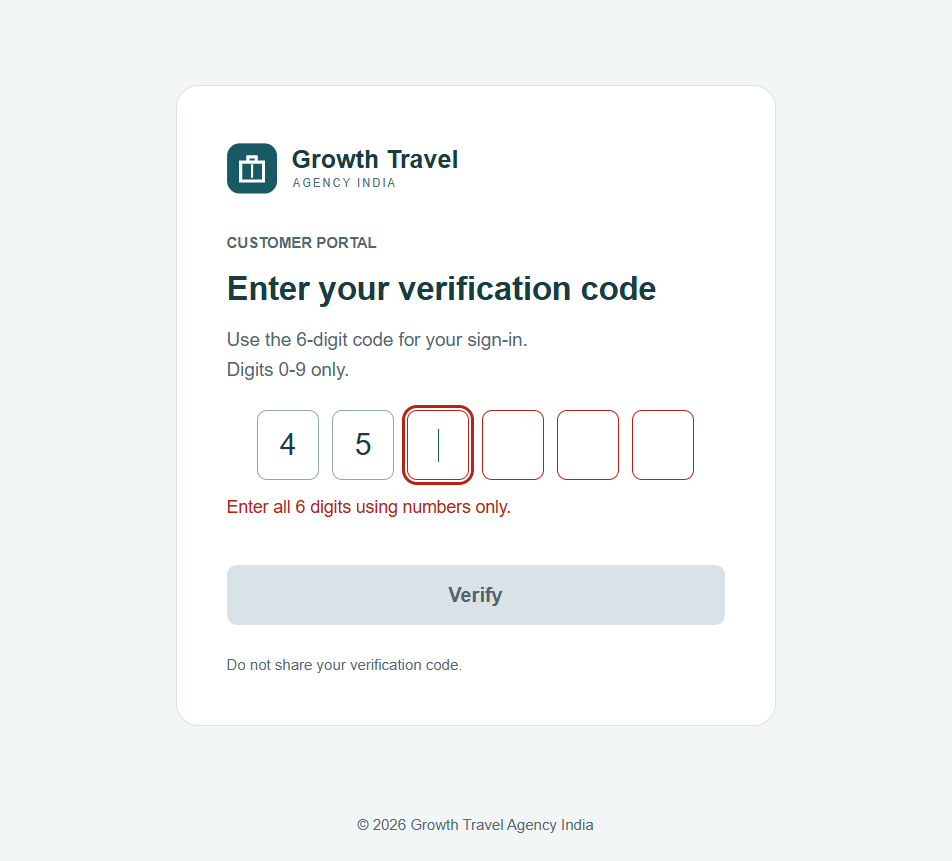 Growth Travel
AGENCY INDIA
CUSTOMER PORTAL
Enter your verification code
Use the 6-digit code for your sign-in.
Digits 0-9 only.
4 5
Enter all 6 digits using numbers only.
Verify
Do not share your verification code.
© 2026 Growth Travel Agency India